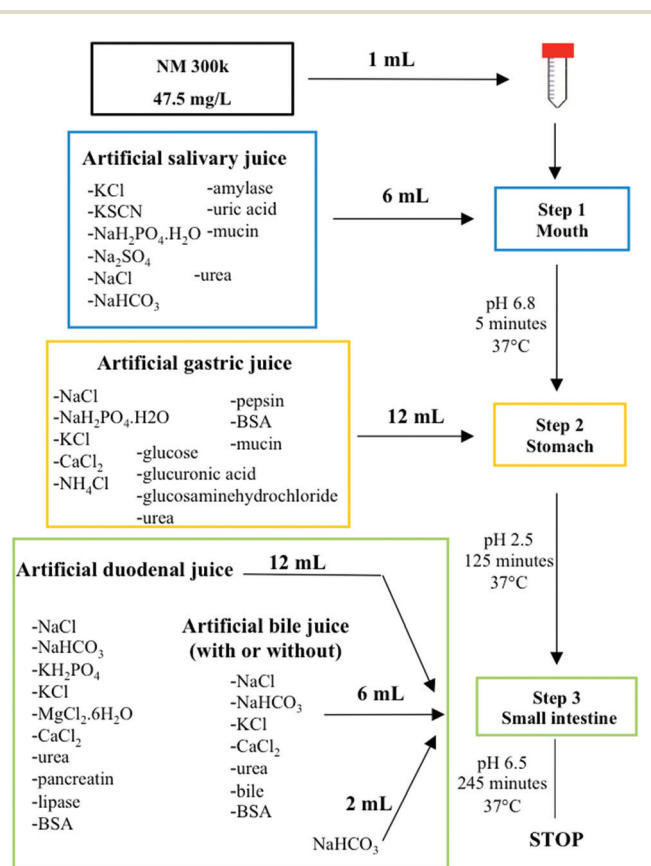 NM 300k
47.5 mg/L
1 mL
Artificial salivary juice
-KCl
-KSCN
-NaH₂PO₄.H₂O
-Na₂SO₄
-NaCl
-NaHCO₃
-amylase
-uric acid
-mucin
-urea
6 mL
Step 1
Mouth
pH 6.8
5 minutes
37°C
Artificial gastric juice
-NaCl
-NaH₂PO₄.H2O
-KCl
-CaCl₂
-NH₄Cl
-glucose
-glucuronic acid
-glucosaminehydrochloride
-urea
-pepsin
-BSA
-mucin
12 mL
Step 2
Stomach
pH 2.5
125 minutes
37°C
Artificial duodenal juice
12 mL
-NaCl
-NaHCO₃
-KH₂PO₄
-KCl
-MgCl₂.6H₂O
-CaCl₂
-urea
-pancreatin
-lipase
-BSA
Artificial bile juice
(with or without)
-NaCl
-NaHCO₃
-KCl
-CaCl₂
-urea
-bile
-BSA
6 mL
2 mL
NaHCO₃
Step 3
Small intestine
pH 6.5
245 minutes
37°C
STOP